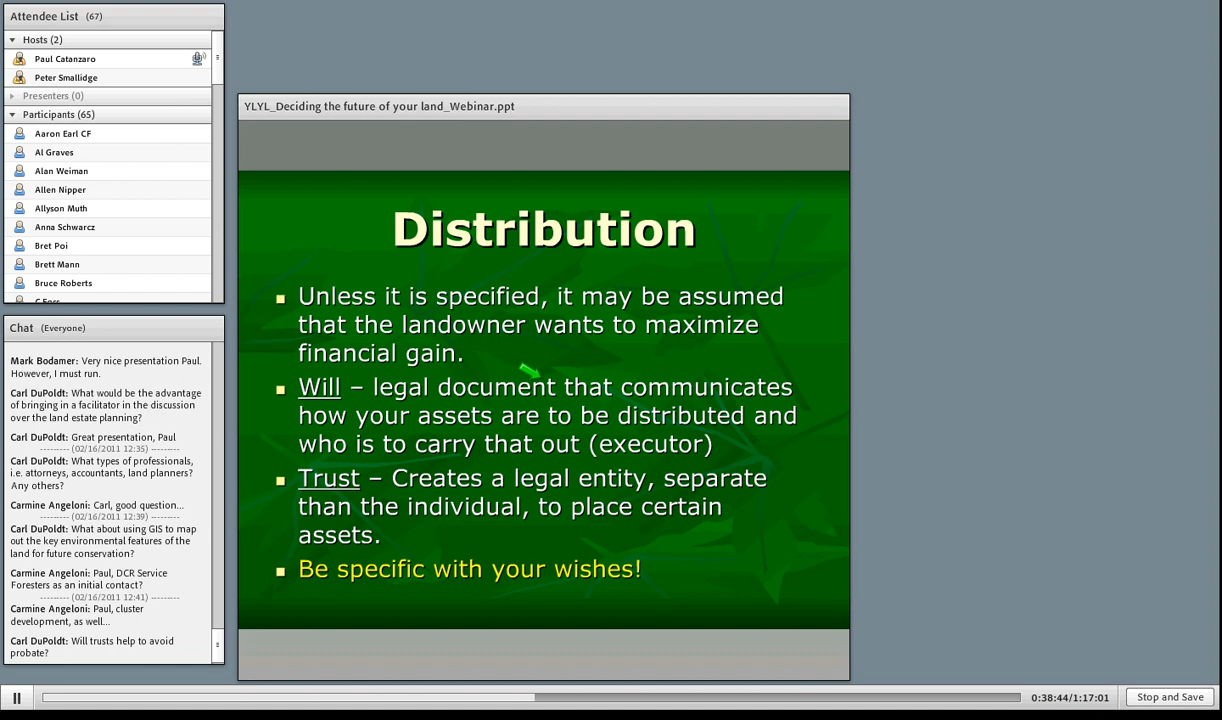 Attendee List (67)
Hosts (2)
Paul Catanzaro
Peter Smallidge
Presenters (0)
Participants (65)
Aaron Earl CF
Al Graves
Alan Weiman
Allen Nipper
Allyson Muth
Anna Schwarcz
Bret Poi
Brett Mann
Bruce Roberts
Chat (Everyone)
Mark Bodamer: Very nice presentation Paul.
However, I must run.
Carl DuPoldt: What would be the advantage
of bringing in a facilitator in the discussion
over the land estate planning?
Carl DuPoldt: Great presentation, Paul
--------- (02/16/2011 12:35) ---------
Carl DuPoldt: What types of professionals,
i.e. attorneys, accountants, land planners?
Any others?
Carmine Angeloni: Carl, good question...
--------- (02/16/2011 12:39) ---------
Carl DuPoldt: What about using GIS to map
out the key environmental features of the
land for future conservation?
Carmine Angeloni: Paul, DCR Service
Foresters as an initial contact?
--------- (02/16/2011 12:41) ---------
Carmine Angeloni: Paul, cluster
development, as well...
Carl DuPoldt: Will trusts help to avoid
probate?
YLYL_Deciding the future of your land_Webinar.ppt
Distribution
Unless it is specified, it may be assumed
that the landowner wants to maximize
financial gain.
Will – legal document that communicates
how your assets are to be distributed and
who is to carry that out (executor)
Trust – Creates a legal entity, separate
than the individual, to place certain
assets.
Be specific with your wishes!
0:38:44/1:17:01
Stop and Save